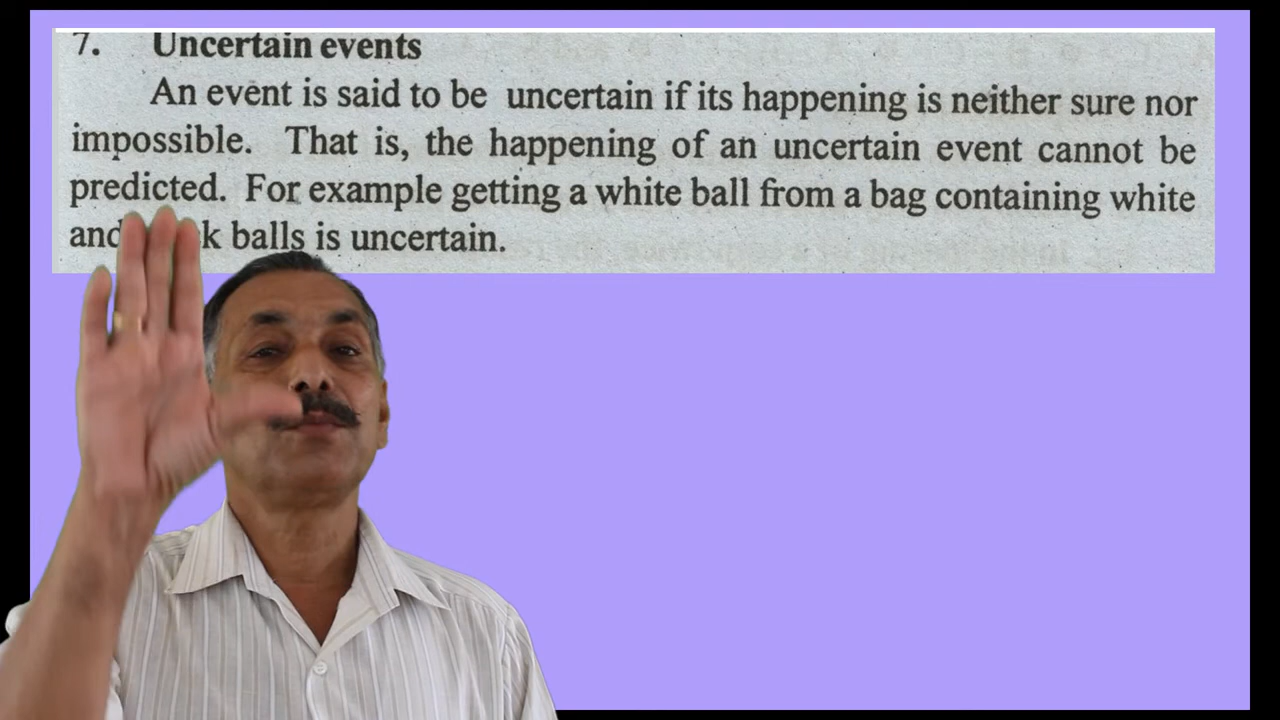 7. Uncertain events
An event is said to be uncertain if its happening is neither sure nor
impossible. That is, the happening of an uncertain event cannot be
predicted. For example getting a white ball from a bag containing white
and balls is uncertain.